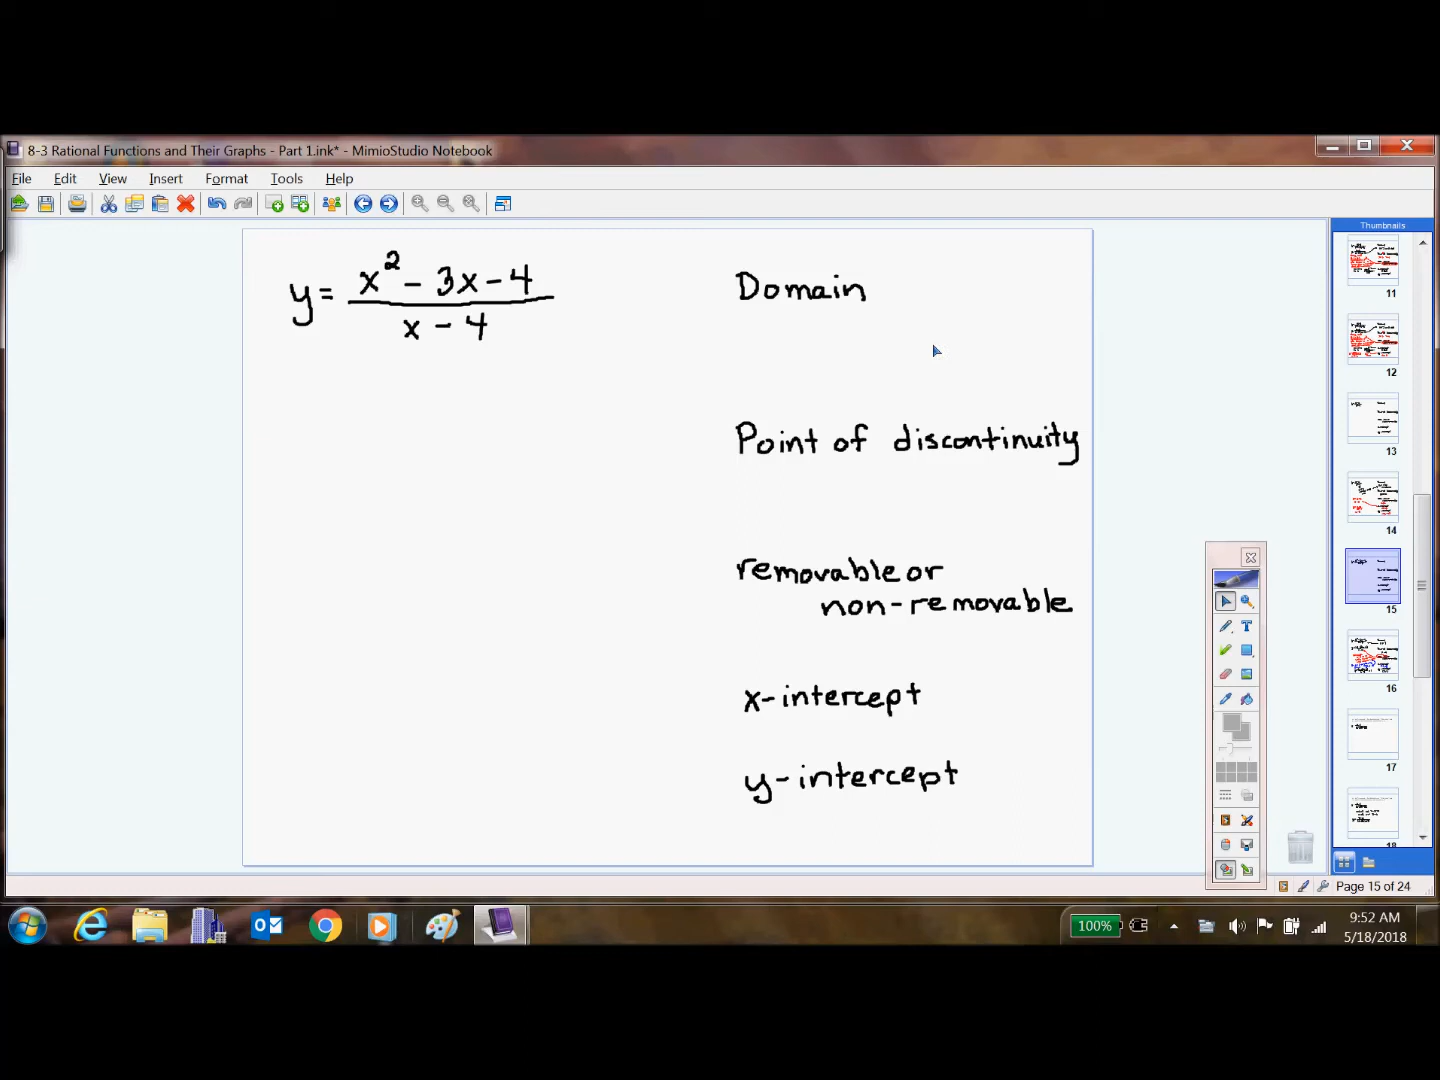 8-3 Rational Functions and Their Graphs - Part 1.ink* - MimioStudio Notebook
File Edit View Insert Format Tools Help
Thumbnails
y = x² - 3x - 4
x - 4
Domain
Point of discontinuity
removable or
non-removable
x-intercept
y-intercept
11
12
13
14
15
16
17
18
Page 15 of 24
100%
9:52 AM
5/18/2018